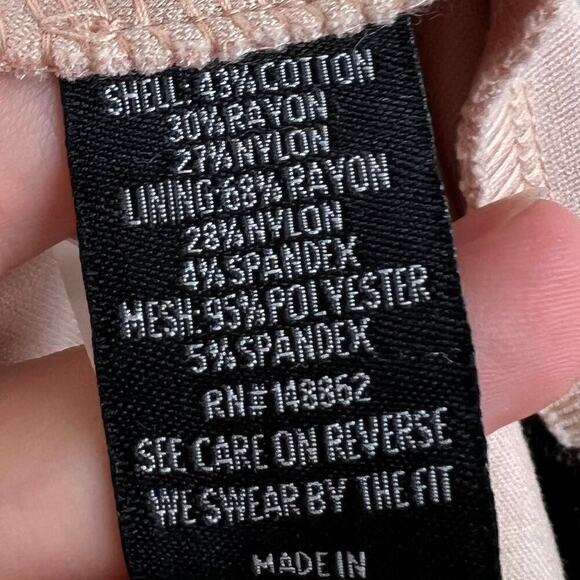 SHELL: 43% COTTON
30% RAYON
27% NYLON
LINING: 68% RAYON
28% NYLON
4% SPANDEX
MESH: 95% POLYESTER
5% SPANDEX
RN# 148862
SEE CARE ON REVERSE
WE SWEAR BY THE FIT
MADE IN